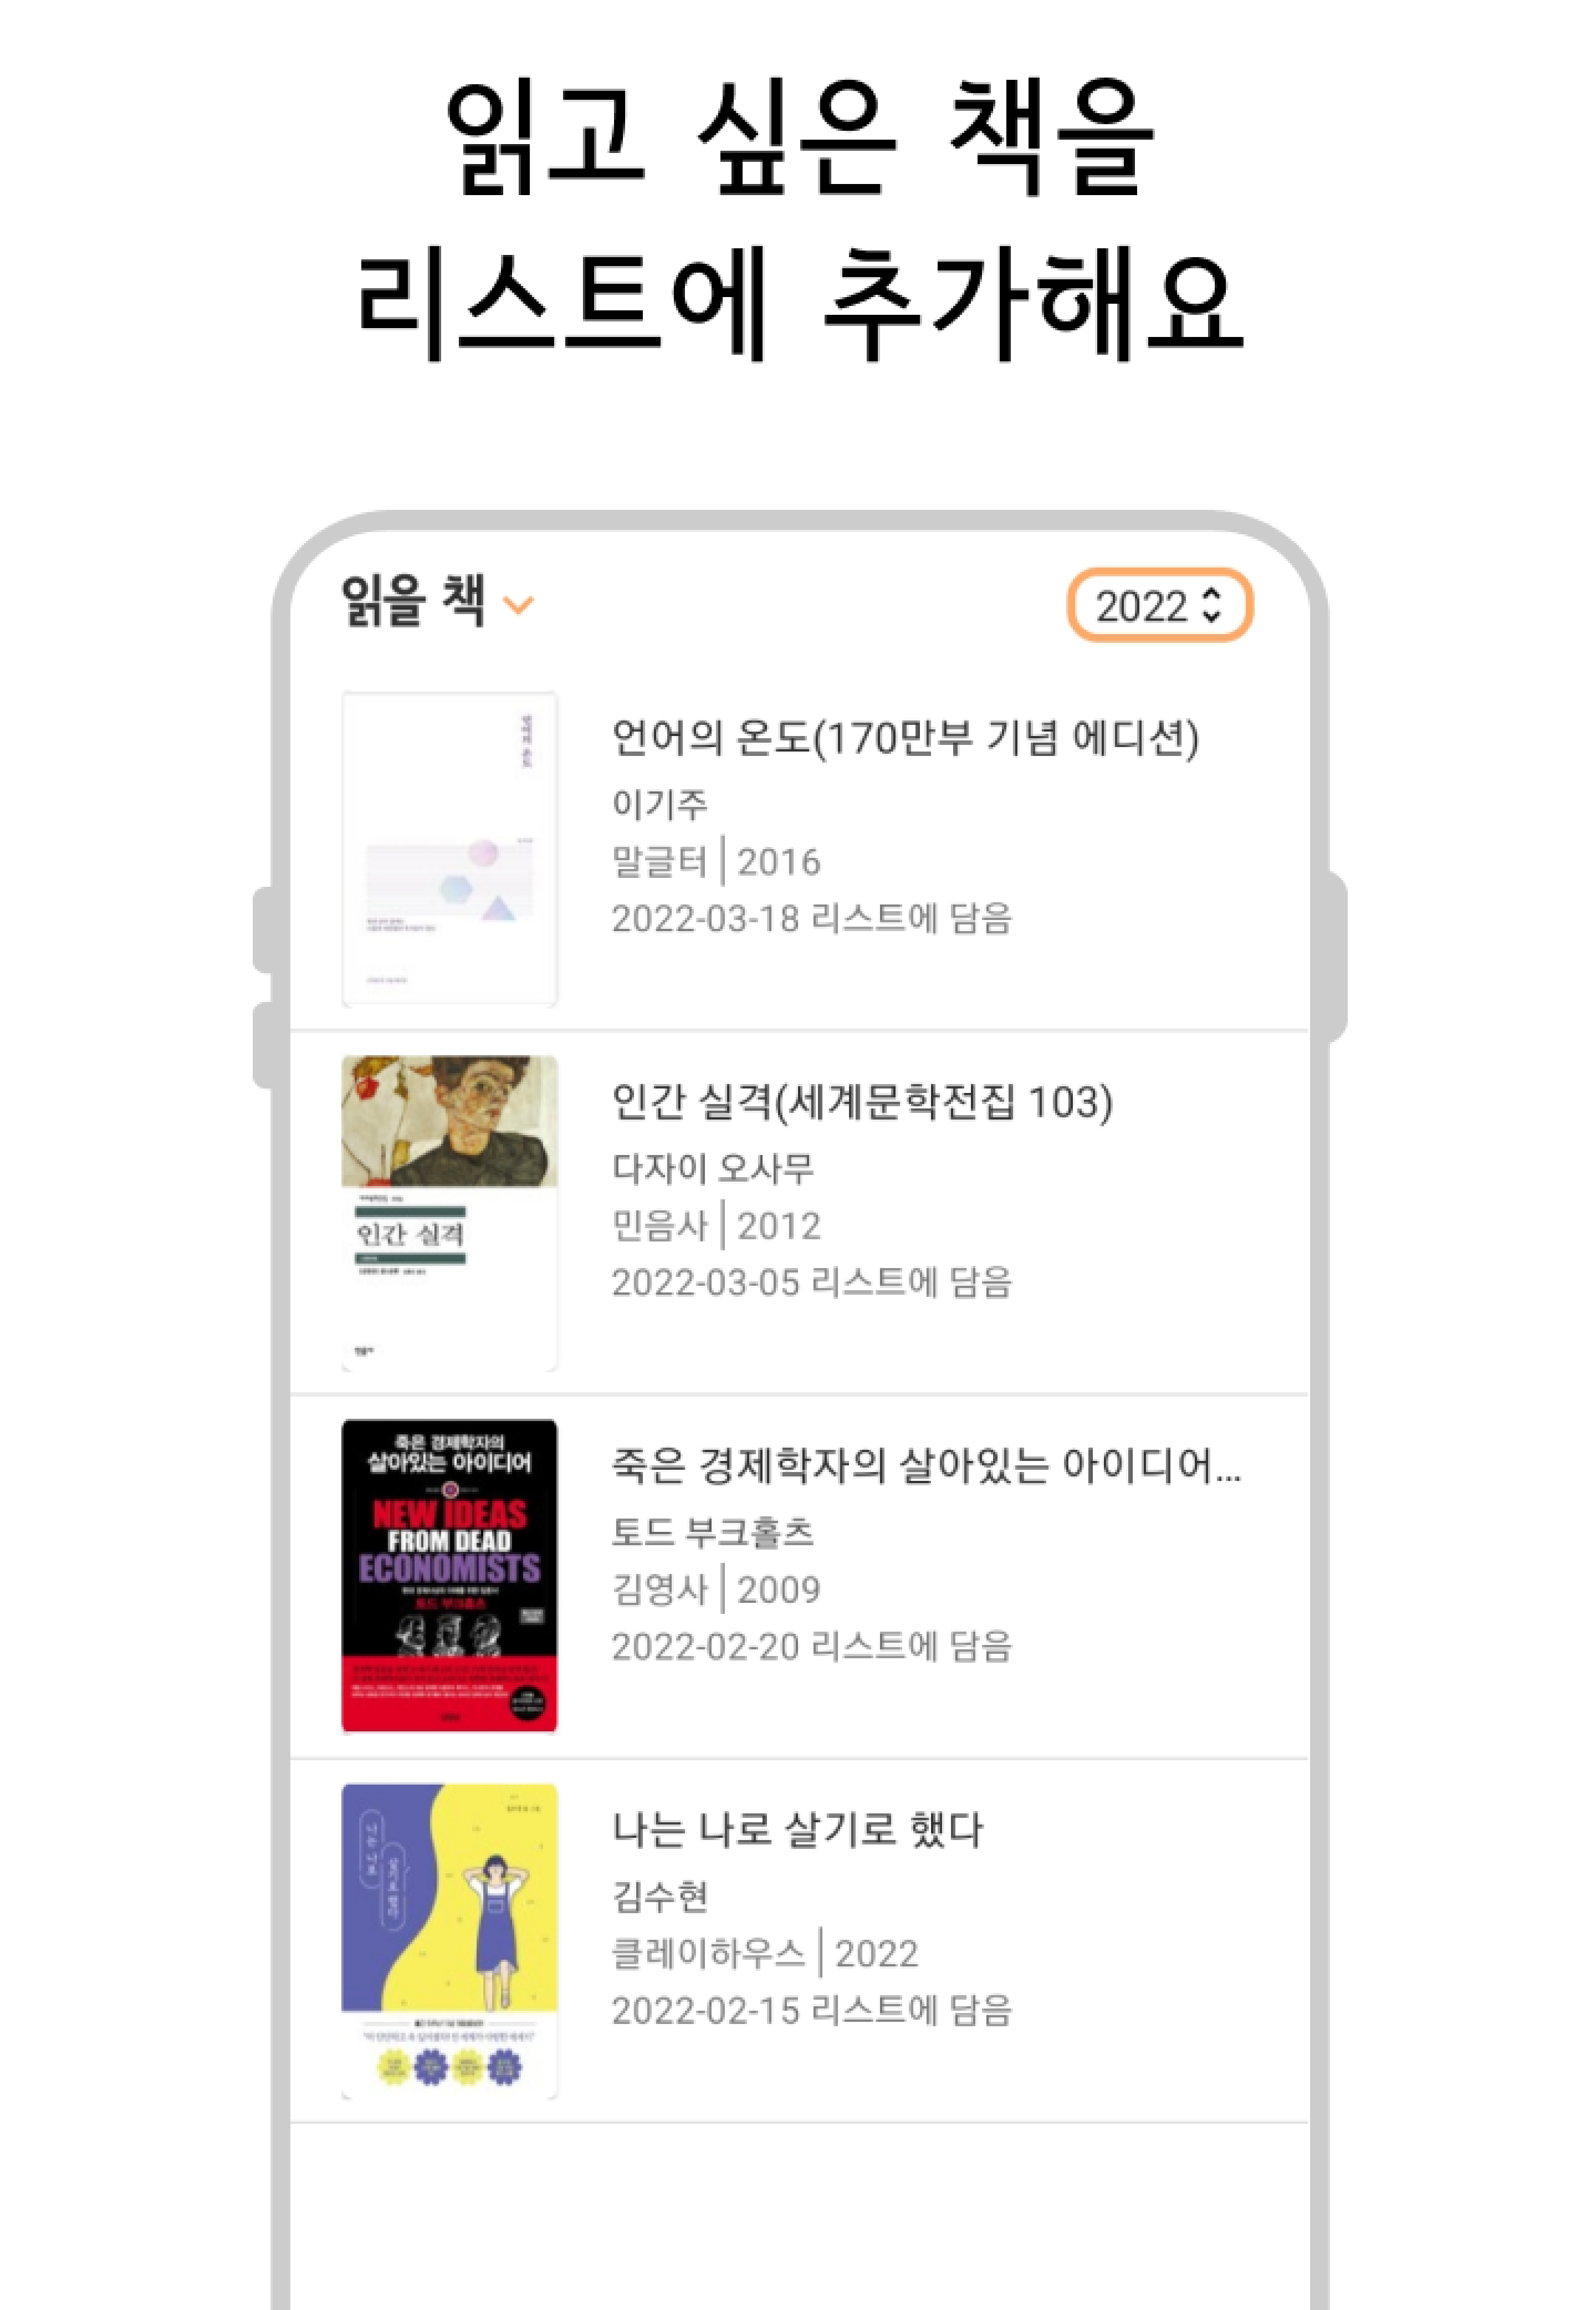 읽고 싶은 책을
리스트에 추가해요
읽을 책
2022
언어의 온도
언어의 온도(170만부 기념 에디션)
이기주
말글터 | 2016
2022-03-18 리스트에 담음
인간 실격
민음사
인간 실격(세계문학전집 103)
다자이 오사무
민음사 | 2012
2022-03-05 리스트에 담음
죽은 경제학자의
살아있는 아이디어
NEW IDEAS
FROM DEAD
ECONOMISTS
토드 부크홀츠
죽은 경제학자의 살아있는 아이디어...
토드 부크홀츠
김영사 | 2009
2022-02-20 리스트에 담음
나는 나로
살기로 했다
나는 나로 살기로 했다
김수현
클레이하우스 | 2022
2022-02-15 리스트에 담음